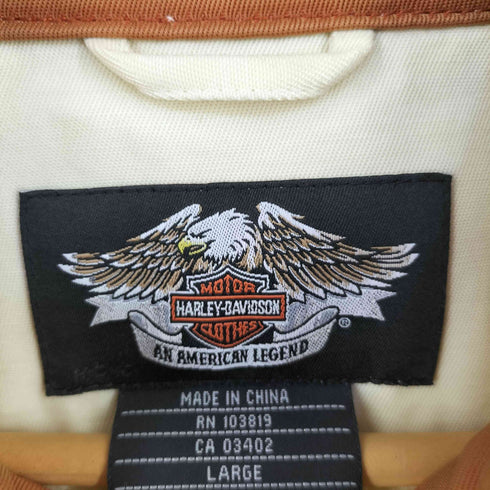 MOTOR
HARLEY-DAVIDSON
CLOTHES
®
AN AMERICAN LEGEND
MADE IN CHINA
RN 103819
CA 03402
LARGE